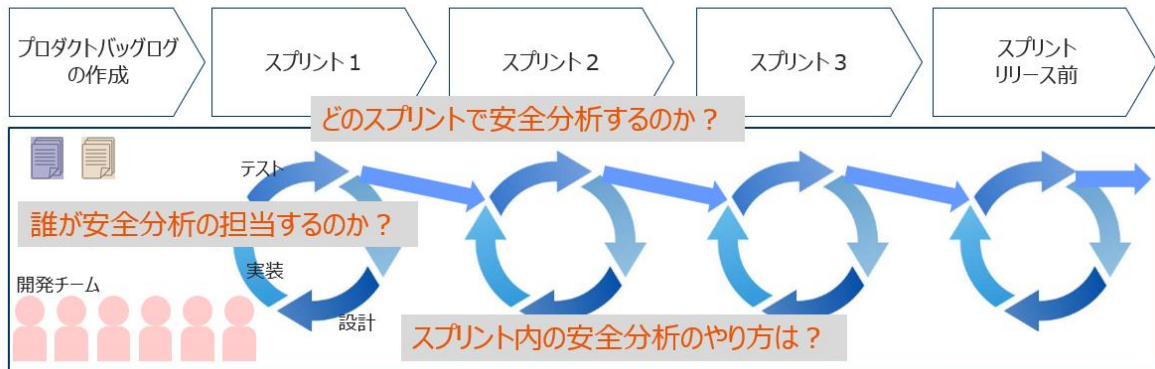 プロダクトバッグログ
の作成
スプリント１
スプリント２
スプリント３
スプリント
リリース前
どのスプリントで安全分析するのか？
テスト
誰が安全分析の担当するのか？
実装
開発チーム
設計
スプリント内の安全分析のやり方は？